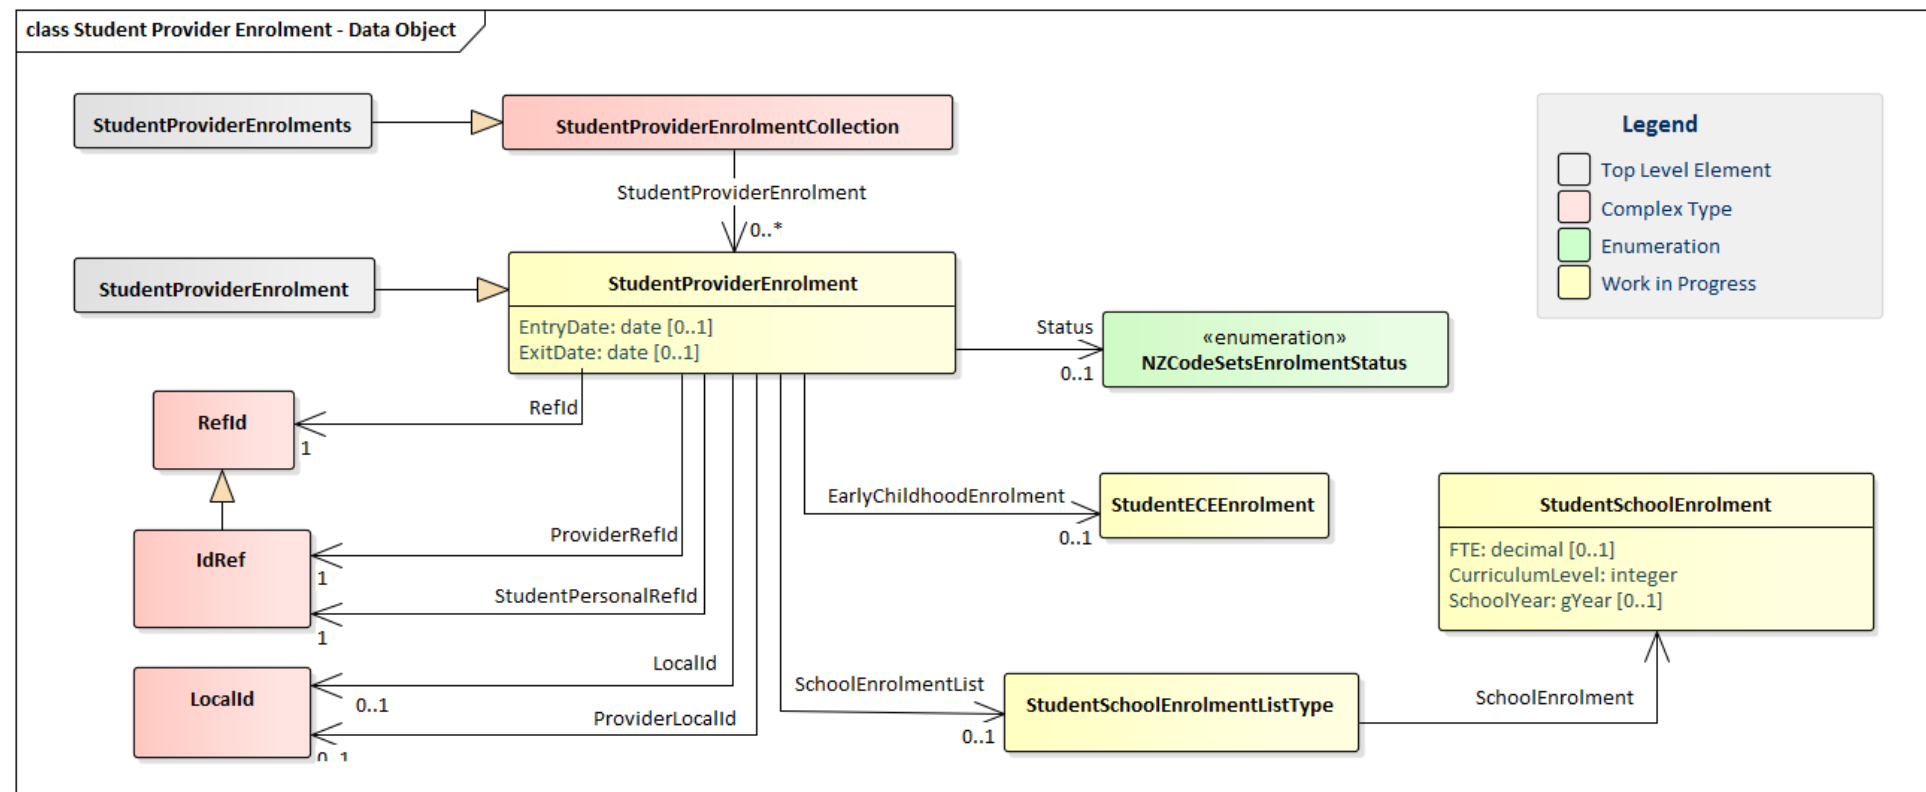 class Student Provider Enrolment - Data Object
StudentProviderEnrolments
StudentProviderEnrolmentCollection
Legend
Top Level Element
Complex Type
Enumeration
Work in Progress
StudentProviderEnrolment
0..*
StudentProviderEnrolment
StudentProviderEnrolment
EntryDate: date [0..1]
ExitDate: date [0..1]
Status
0..1
«enumeration»
NZCodeSetsEnrolmentStatus
RefId
RefId
1
IdRef
ProviderRefId
1
StudentPersonalRefId
1
EarlyChildhoodEnrolment
0..1
StudentECEEnrolment
StudentSchoolEnrolment
FTE: decimal [0..1]
CurriculumLevel: integer
SchoolYear: gYear [0..1]
LocalId
LocalId
0..1
ProviderLocalId
0..1
SchoolEnrolmentList
0..1
StudentSchoolEnrolmentListType
SchoolEnrolment